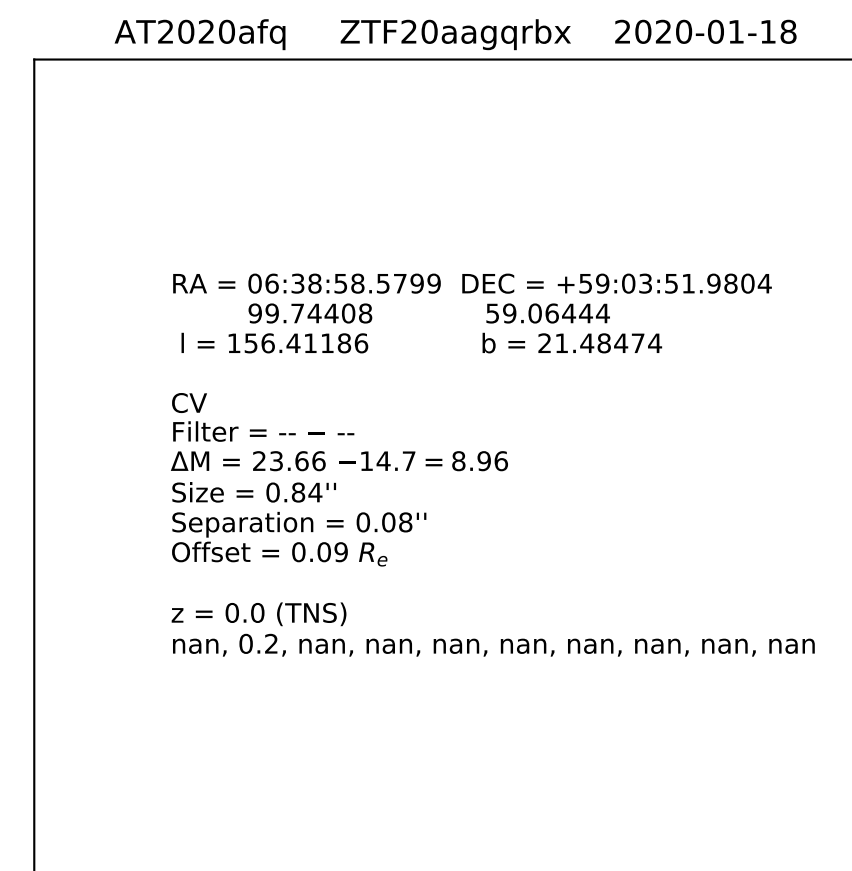 AT2020afq ZTF20aagqrbx 2020-01-18
RA = 06:38:58.5799 DEC = +59:03:51.9804
99.74408 59.06444
l = 156.41186 b = 21.48474
CV
Filter = -- − --
ΔM = 23.66 −14.7 = 8.96
Size = 0.84''
Separation = 0.08''
Offset = 0.09 Rₑ
z = 0.0 (TNS)
nan, 0.2, nan, nan, nan, nan, nan, nan, nan, nan